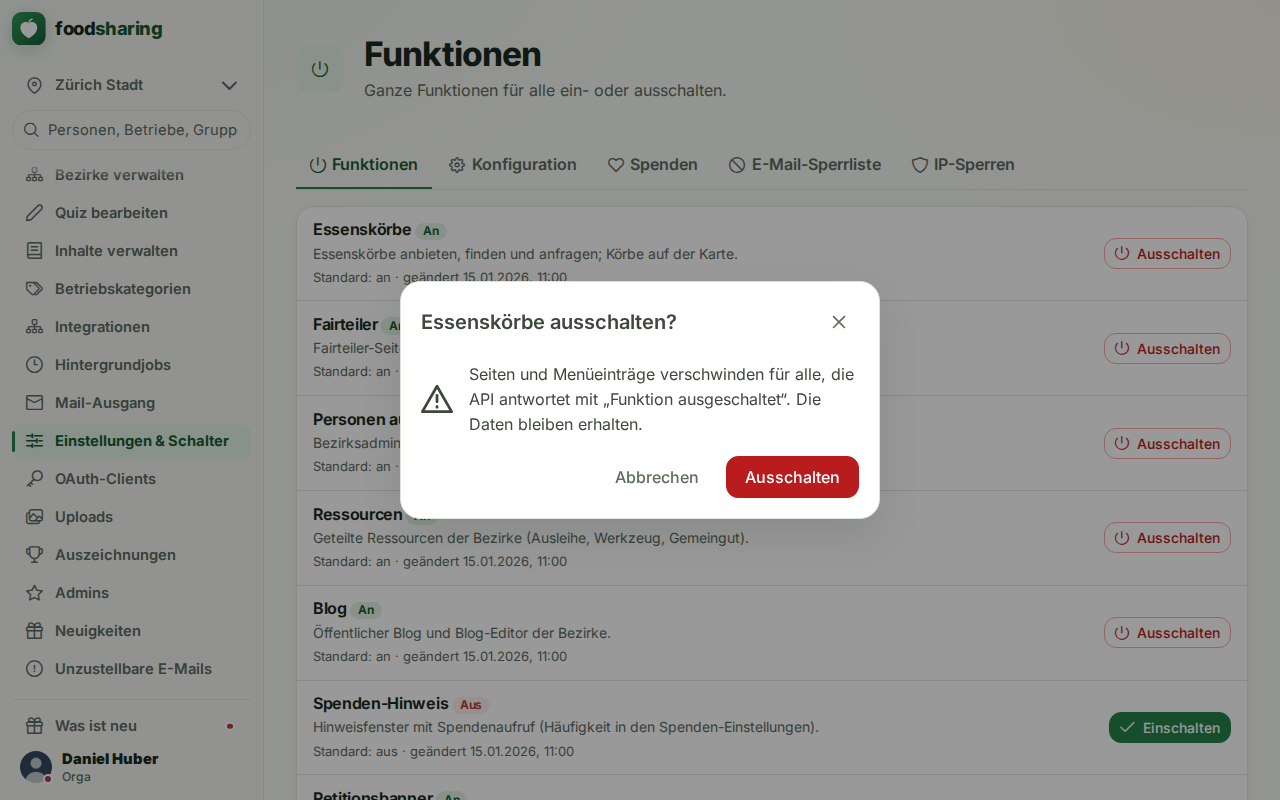 foodsharing
Zürich Stadt
Personen, Betriebe, Grupp
Bezirke verwalten
Quiz bearbeiten
Inhalte verwalten
Betriebskategorien
Integrationen
Hintergrundjobs
Mail-Ausgang
Einstellungen & Schalter
OAuth-Clients
Uploads
Auszeichnungen
Admins
Neuigkeiten
Unzustellbare E-Mails
Was ist neu
Daniel Huber
Orga
Funktionen
Ganze Funktionen für alle ein- oder ausschalten.
Funktionen Konfiguration Spenden E-Mail-Sperrliste IP-Sperren
Essenskörbe An
Essenskörbe anbieten, finden und anfragen; Körbe auf der Karte.
Standard: an · geändert 15.01.2026, 11:00
Ausschalten
Fairteiler
Fairteiler-Seit
Standard: an ·
Ausschalten
Personen
Bezirksadmin
Standard: an ·
Ausschalten
Essenskörbe ausschalten?
Seiten und Menüeinträge verschwinden für alle, die
API antwortet mit „Funktion ausgeschaltet“. Die
Daten bleiben erhalten.
Abbrechen Ausschalten
Ressourcen
Geteilte Ressourcen der Bezirke (Ausleihe, Werkzeug, Gemeingut).
Standard: an · geändert 15.01.2026, 11:00
Ausschalten
Blog An
Öffentlicher Blog und Blog-Editor der Bezirke.
Standard: an · geändert 15.01.2026, 11:00
Ausschalten
Spenden-Hinweis Aus
Hinweisfenster mit Spendenaufruf (Häufigkeit in den Spenden-Einstellungen).
Standard: aus · geändert 15.01.2026, 11:00
Einschalten
Petitionsbanner An